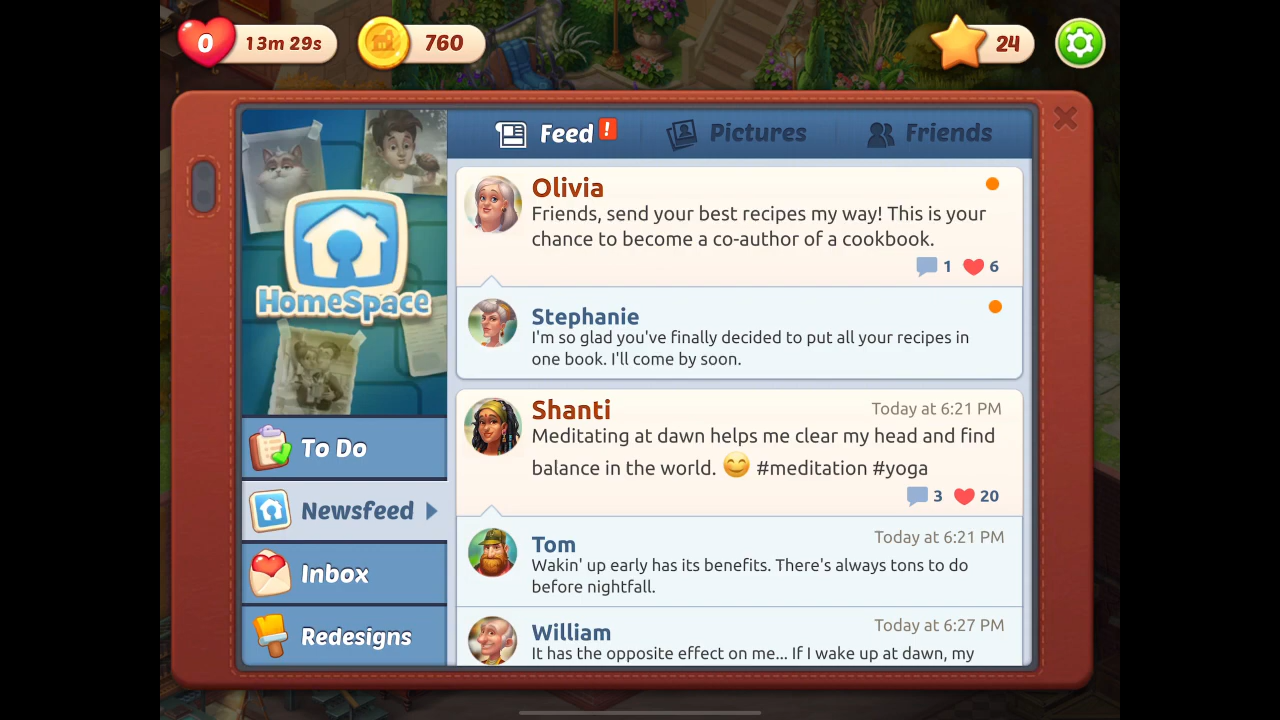 0
13m 29s
760
24
Feed !
Pictures
Friends
HomeSpace
To Do
Newsfeed
Inbox
Redesigns
Olivia
Friends, send your best recipes my way! This is your
chance to become a co-author of a cookbook.
1 6
Stephanie
I'm so glad you've finally decided to put all your recipes in
one book. I'll come by soon.
Shanti
Today at 6:21 PM
Meditating at dawn helps me clear my head and find
balance in the world. 😊 #meditation #yoga
3 20
Tom
Today at 6:21 PM
Wakin' up early has its benefits. There's always tons to do
before nightfall.
William
Today at 6:27 PM
It has the opposite effect on me... If I wake up at dawn, my